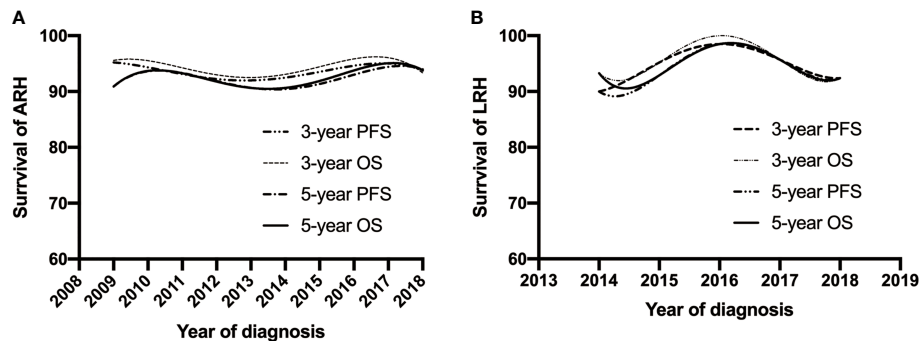 A
Surrvival of ARH
100
90
80
70
60
3-year PFS
3-year OS
5-year PFS
5-year OS
2008
2009
2010
2011
2012
2013
2014
2015
2016
2017
2018
Year of diagnosis
B
Surrvival of LRH
100
90
80
70
60
3-year PFS
3-year OS
5-year PFS
5-year OS
2013
2014
2015
2016
2017
2018
2019
Year of diagnosis